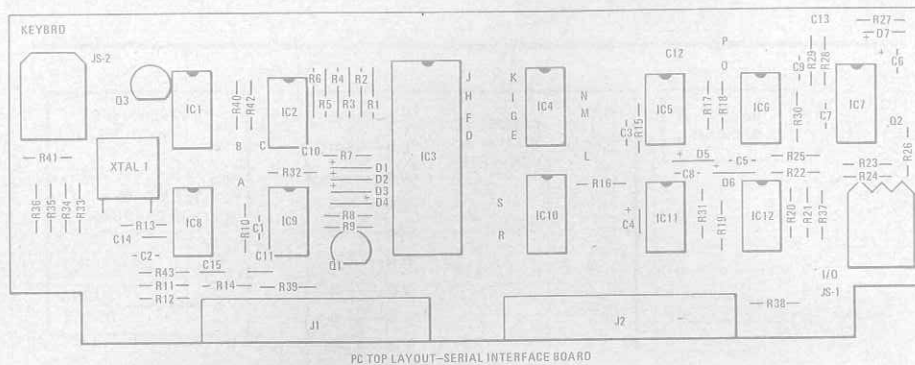 KEYBRD
JS-2
Q3
IC1
R40
R42
IC2
R6
R5
R4
R3
R2
R1
IC3
J
H
F
D
K
I
G
E
IC4
N
M
L
C12
C3
R15
IC5
R17
R18
P
O
IC6
C13
C9
R29
R28
R30
C7
IC7
R27
+ D7
+
C6
Q2
R26
B
C
C10
R7
+ D1
+ D2
D3
+ D4
R41
XTAL 1
A
R32
R8
R9
Q1
R36
R35
R34
R33
R13
C14
C2
IC8
R10
C1
IC9
C11
C15
R43
R11
R12
R14
R39
S
R
IC10
R16
+ D5
C8
C5
D6
+
C4
IC11
R31
R19
IC12
R25
R22
R20
R21
R37
R23
R24
I/O
JS-1
R38
J1
J2
PC TOP LAYOUT–SERIAL INTERFACE BOARD